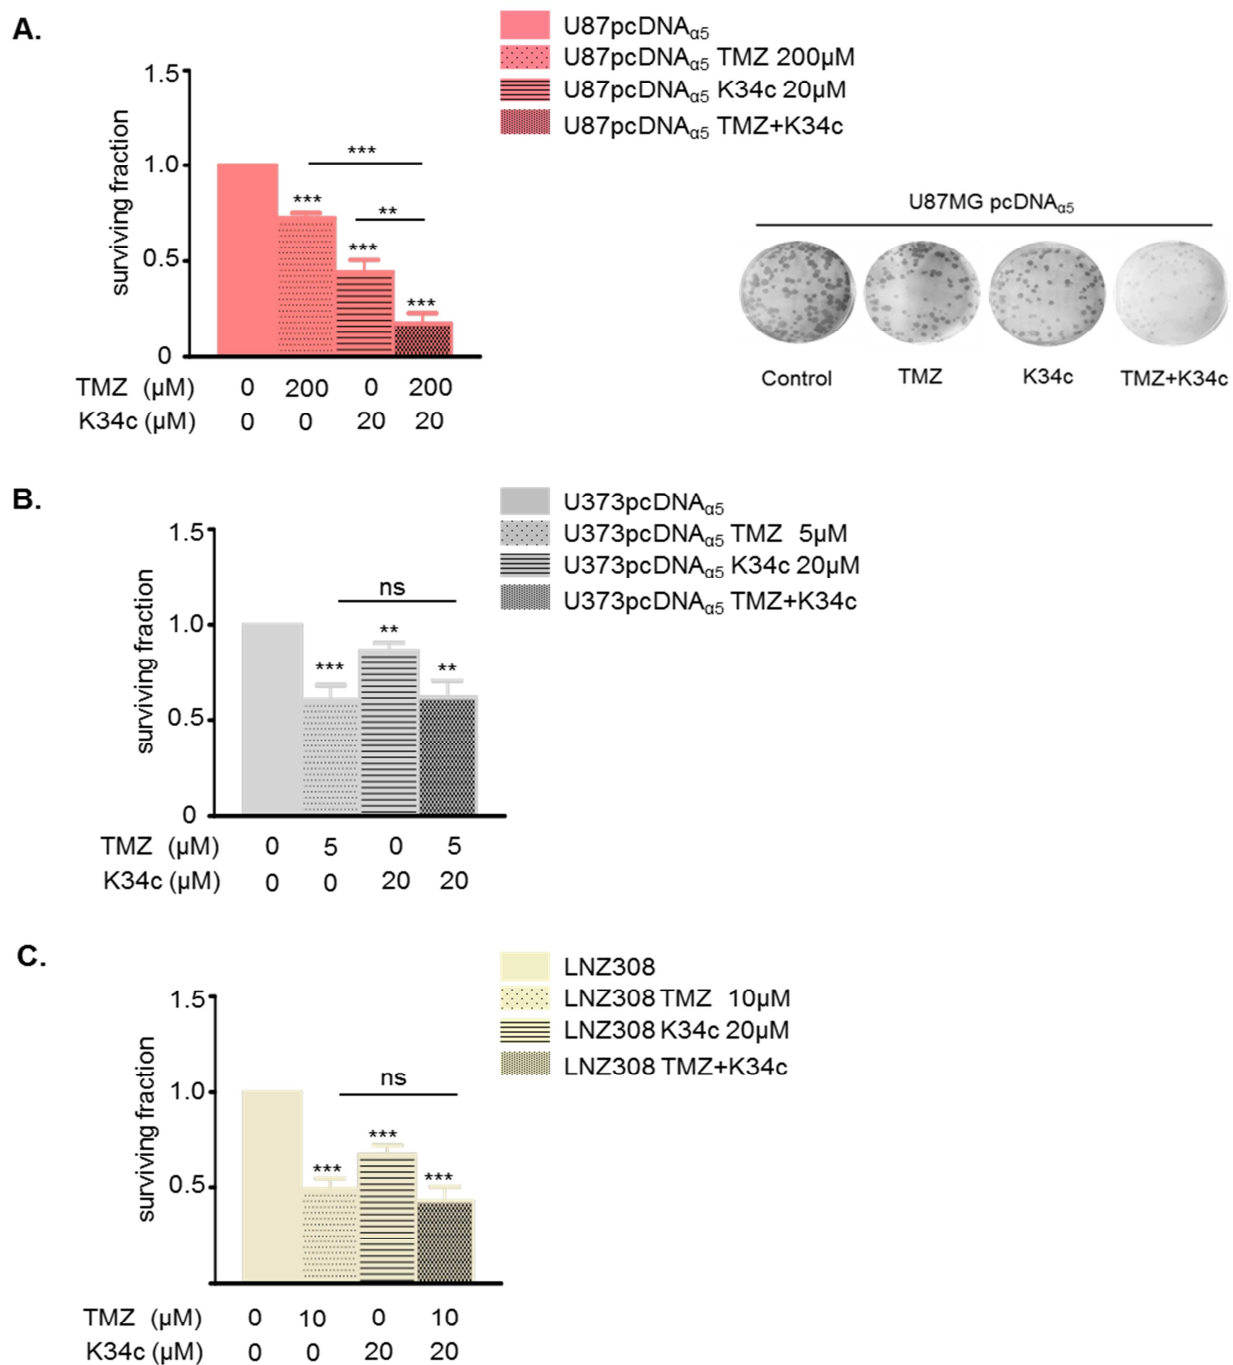 A.
U87pcDNAα5
U87pcDNAα5 TMZ 200µM
U87pcDNAα5 K34c 20µM
U87pcDNAα5 TMZ+K34c
surviving fraction
1.5
1.0
0.5
0
***
***
***
***
**
TMZ (µM) 0 200 0 200
K34c (µM) 0 0 20 20
U87MG pcDNAα5
Control TMZ K34c TMZ+K34c
B.
U373pcDNAα5
U373pcDNAα5 TMZ 5µM
U373pcDNAα5 K34c 20µM
U373pcDNAα5 TMZ+K34c
surviving fraction
1.5
1.0
0.5
0
ns
***
**
**
TMZ (µM) 0 5 0 5
K34c (µM) 0 0 20 20
C.
LNZ308
LNZ308 TMZ 10µM
LNZ308 K34c 20µM
LNZ308 TMZ+K34c
surviving fraction
1.5
1.0
0.5
ns
***
***
***
TMZ (µM) 0 10 0 10
K34c (µM) 0 0 20 20